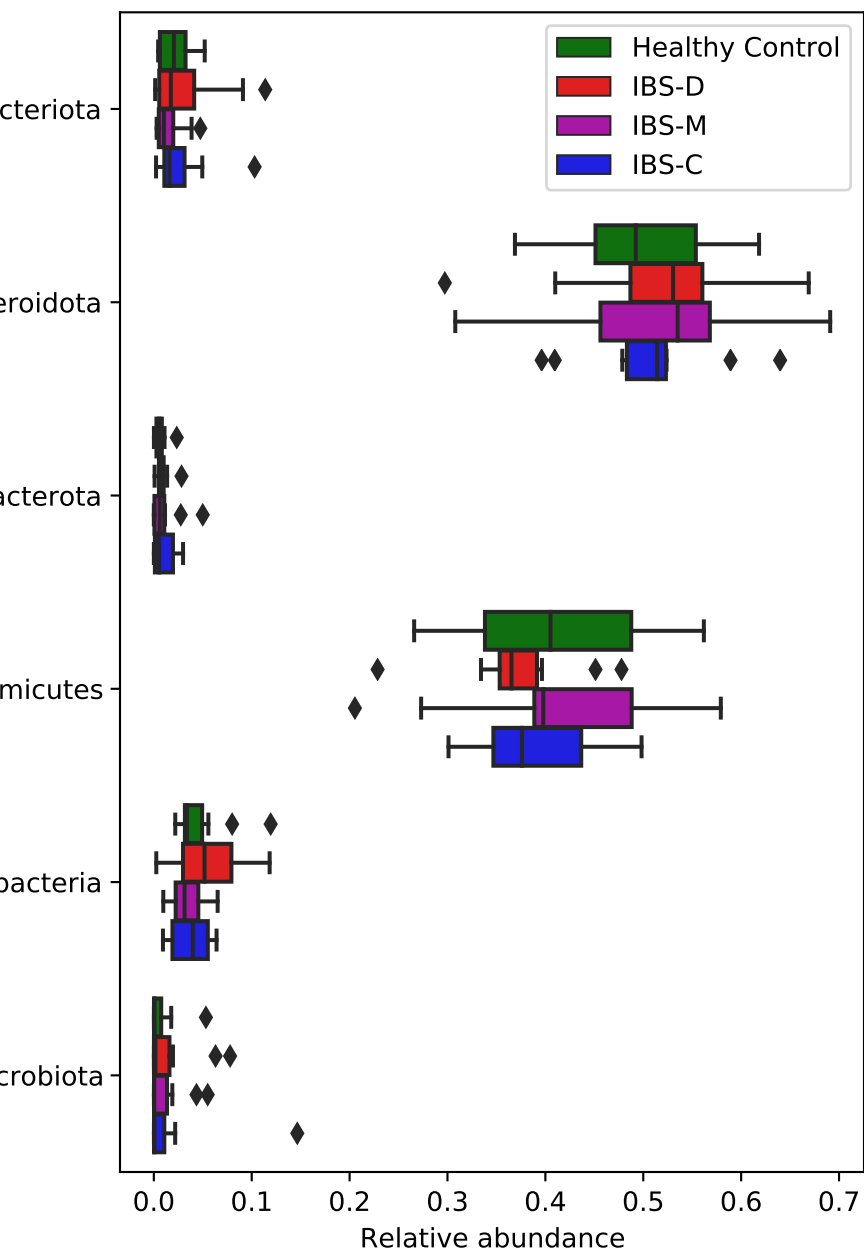 Healthy Control
IBS-D
IBS-M
IBS-C
cteriota
eroidota
acterota
micutes
bacteria
crobiota
0.0 0.1 0.2 0.3 0.4 0.5 0.6 0.7
Relative abundance